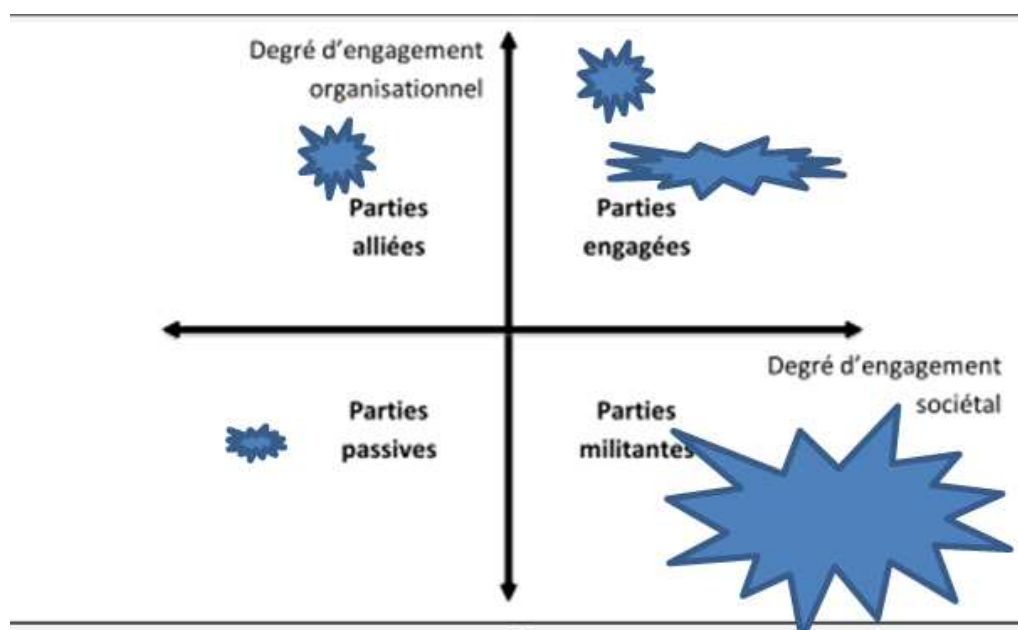 Degré d'engagement
organisationnel
Parties
alliées
Parties
engagées
Degré d'engagement
sociétal
Parties
passives
Parties
militantes